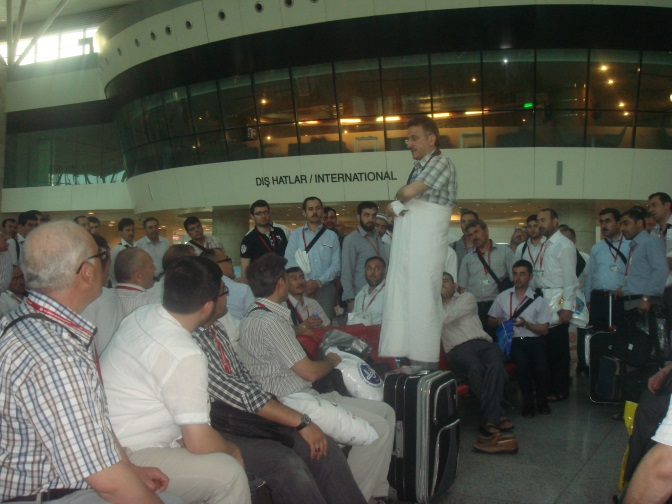 DIŞ HATLAR / INTERNATIONAL